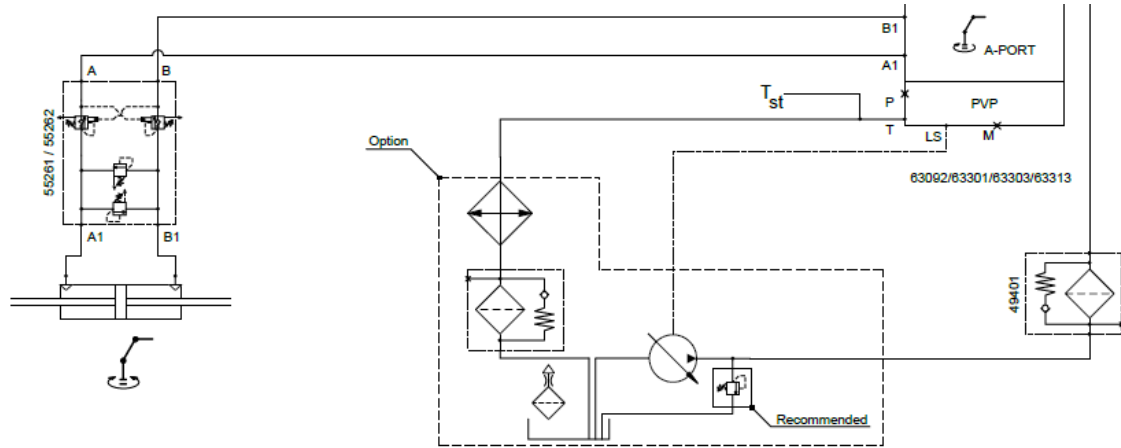 B1
A-PORT
A1
A
B
T
st
P
PVP
T
LS
M
Option
55261 / 55262
63092/63301/63303/63313
A1
B1
49401
Recommended